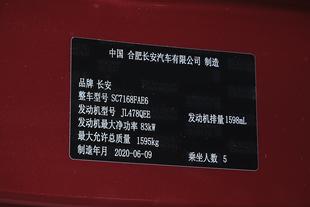 中国 合肥长安汽车有限公司 制造
品牌 长安
整车型号 SC7168FAE6
发动机型号 JL478QEE 发动机排量 1598mL
发动机最大净功率 83kW
最大允许总质量 1595kg
制造年月 2020-06-09 乘坐人数 5